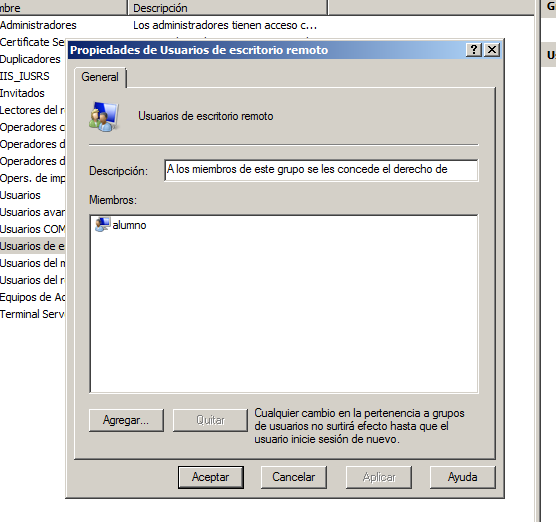 mbre Descripción
Administradores Los administradores tienen acceso c...
Certificate Se
Duplicadores
IIS_IUSRS
Invitados
Lectores del r
Operadores c
Operadores d
Operadores d
Opers. de imp
Usuarios
Usuarios avar
Usuarios COM
Usuarios de e
Usuarios del m
Usuarios del r
Equipos de Ac
Terminal Serv
Propiedades de Usuarios de escritorio remoto
General
Usuarios de escritorio remoto
Descripción: A los miembros de este grupo se les concede el derecho de
Miembros:
alumno
Agregar... Quitar
Cualquier cambio en la pertenencia a grupos
de usuarios no surtirá efecto hasta que el
usuario inicie sesión de nuevo.
Aceptar Cancelar Aplicar Ayuda
G
U